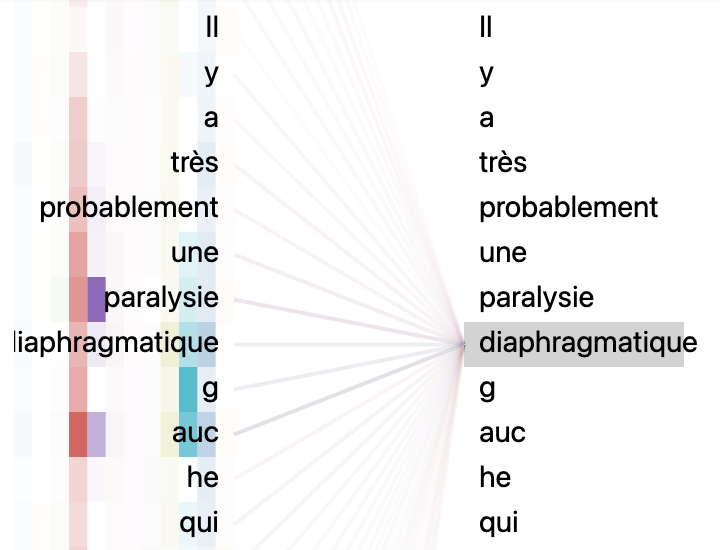 Il Il
y y
a a
très très
probablement probablement
une une
paralysie paralysie
diaphragmatique diaphragmatique
g g
auc auc
he he
qui qui